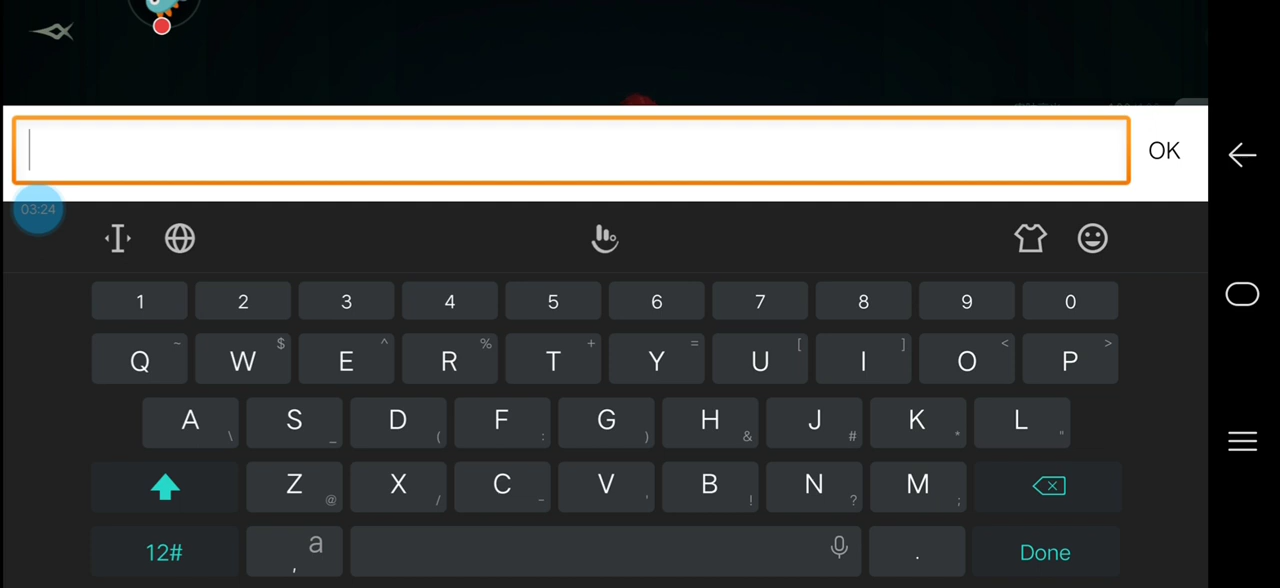 OK
03:24
1 2 3 4 5 6 7 8 9 0
~ $ ^ % + = [ ] < >
Q W E R T Y U I O P
A S D F G H J K L
\ _ ( : ) & # * "
Z X C V B N M
@ / - ' ! ? ;
12# a , . Done